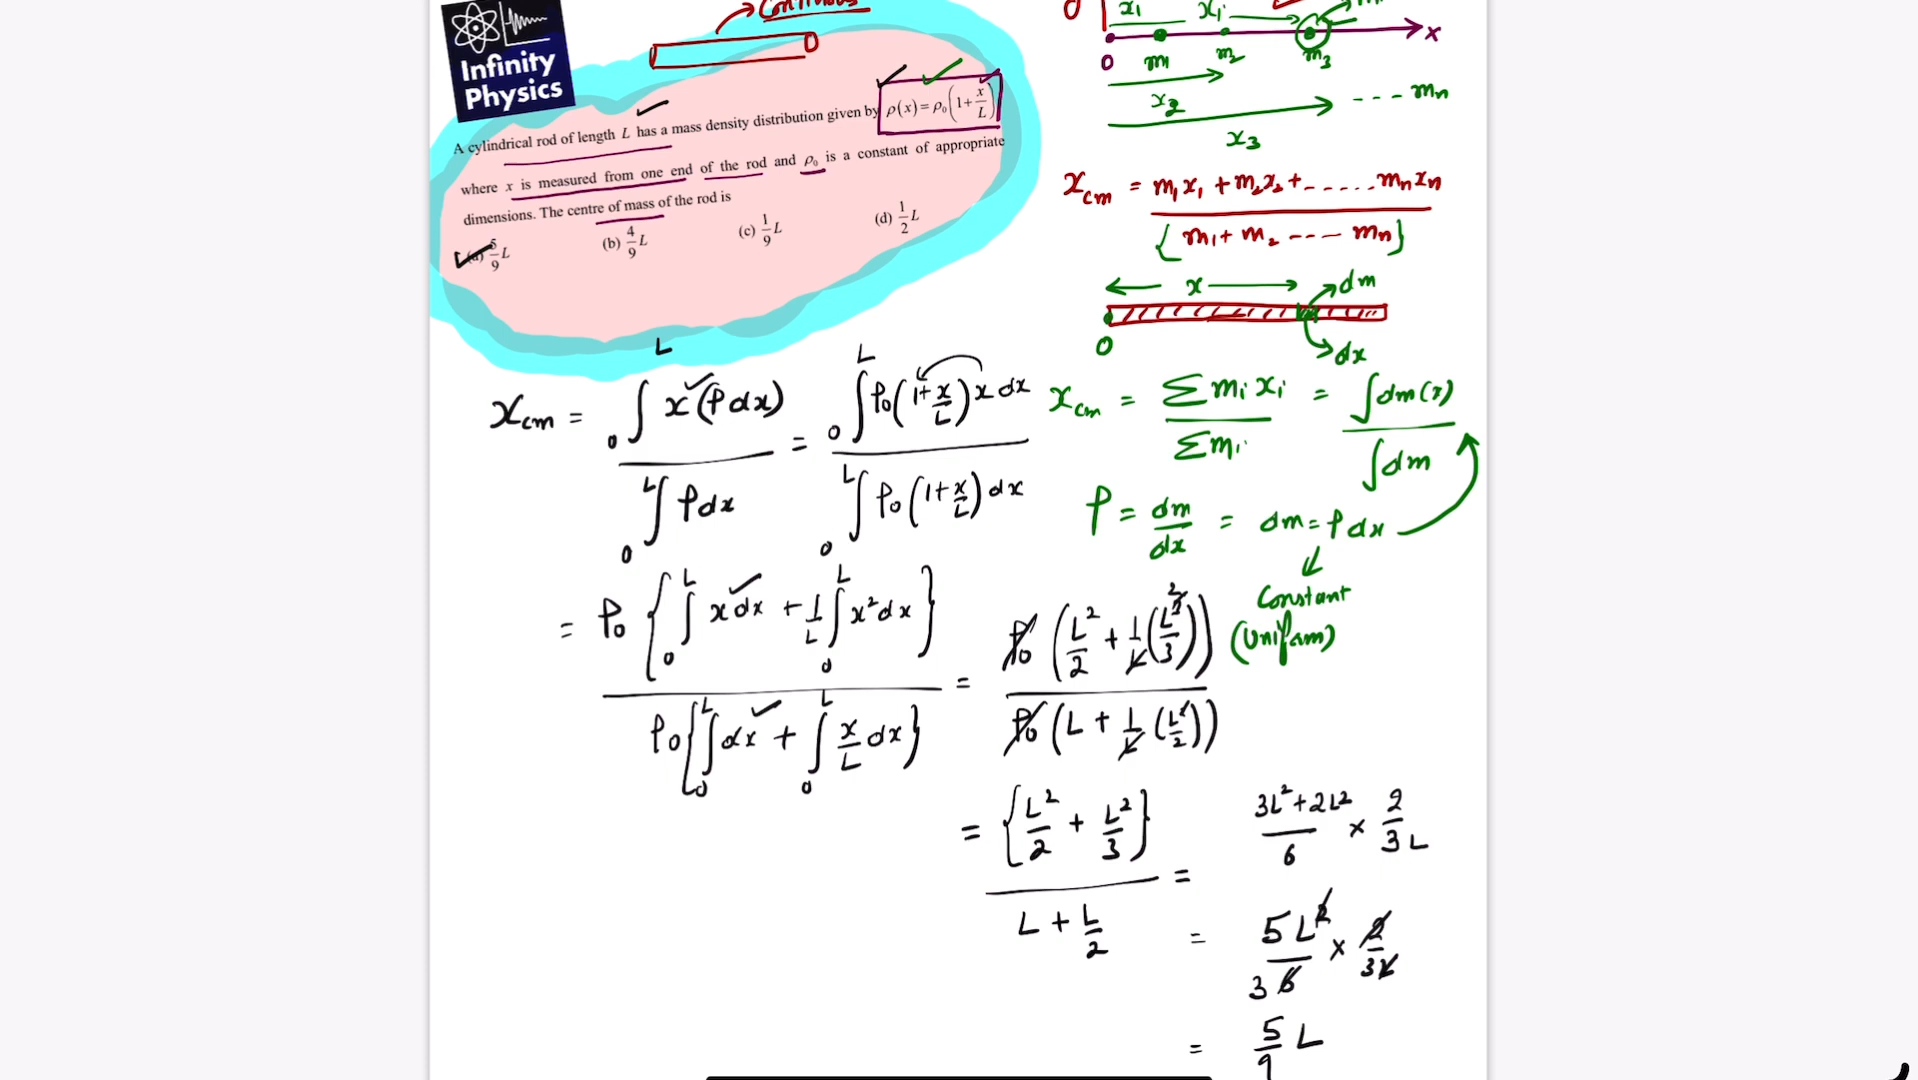 Continuous
Infinity
Physics
A cylindrical rod of length L has a mass density distribution given by ρ(x)=ρ₀(1+x/L)
where x is measured from one end of the rod and ρ₀ is a constant of appropriate
dimensions. The centre of mass of the rod is
(a) 5/9 L (b) 4/9 L (c) 1/9 L (d) 1/2 L
x₁ xᵢ
0 m m₂ m₃ x
x₂ - - - mₙ
x₃
x_cm = m₁x₁ + m₂x₂ + - ..... mₙxₙ / {m₁ + m₂ --- - mₙ}
x dm
0 dx
x_cm = Σmᵢxᵢ / Σmᵢ = ∫dm(x) / ∫dm
ρ = dm/dx = dm = ρdx
Constant
(Uniform)
x_cm = ∫₀ᴸ x(ρdx) / ∫₀ᴸ ρdx = ∫₀ᴸ ρ₀(1+x/L)x dx / ∫₀ᴸ ρ₀(1+x/L)dx
= ρ₀{∫₀ᴸ x dx + 1/L ∫₀ᴸ x²dx} / ρ₀{∫₀ᴸ dx + ∫₀ᴸ x/L dx} = ρ₀(L²/2 + 1/L(L³/3)) / ρ₀(L + 1/L(L²/2))
= {L²/2 + L²/3} / L + L/2 = 3L²+2L²/6 × 2/3L
= 5L²/6 × 2/3L
= 5/9 L